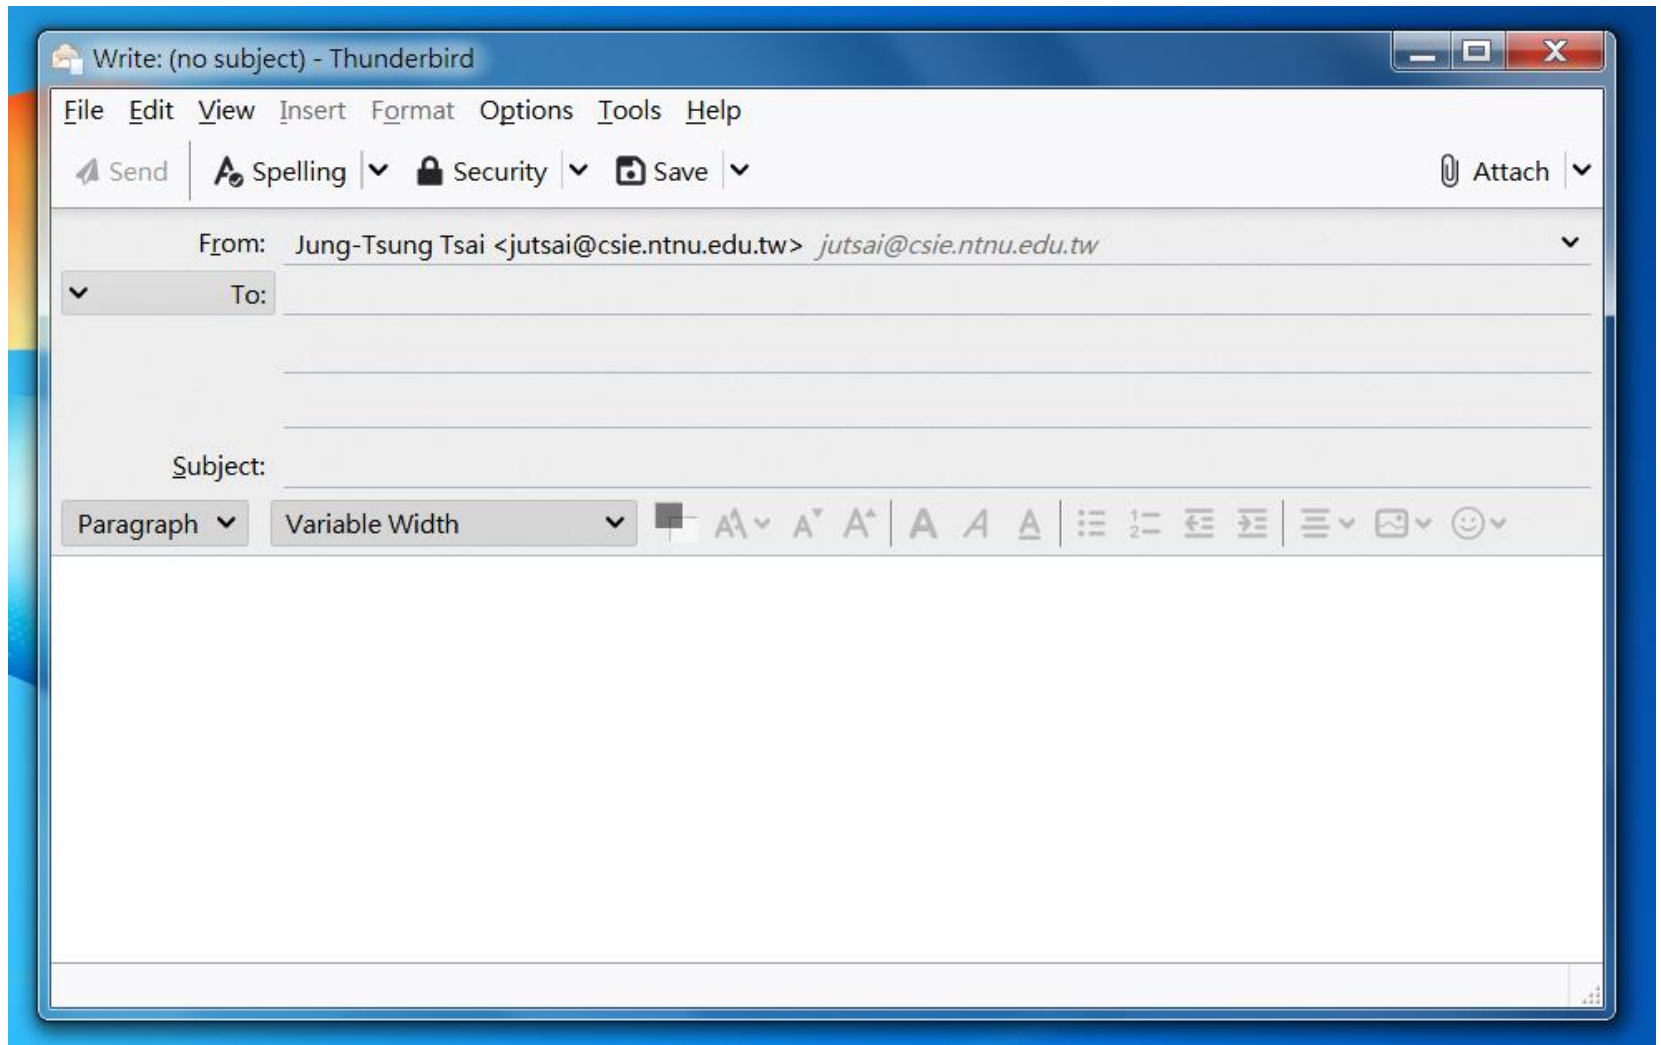 Write: (no subject) - Thunderbird
File Edit View Insert Format Options Tools Help
Send Spelling Security Save Attach
From: Jung-Tsung Tsai <jutsai@csie.ntnu.edu.tw> jutsai@csie.ntnu.edu.tw
To:
Subject:
Paragraph Variable Width